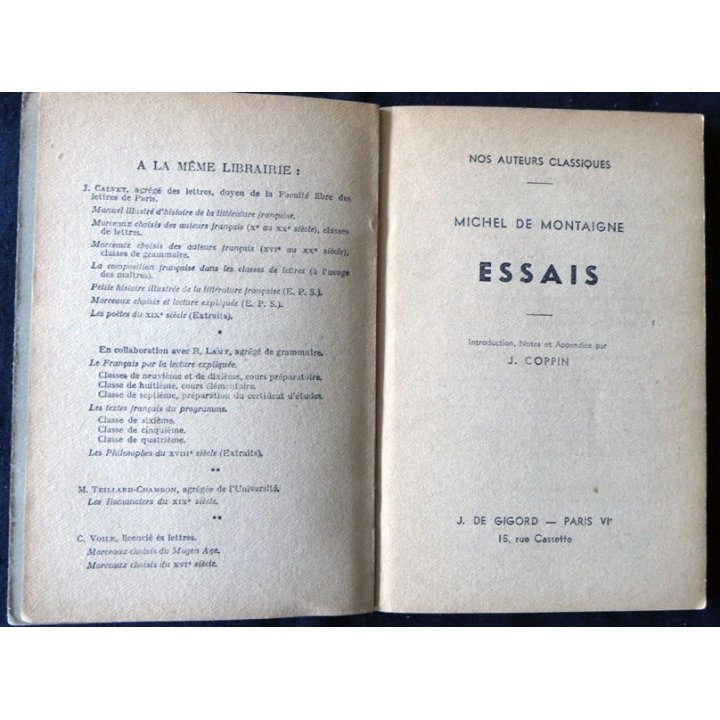 A LA MÊME LIBRAIRIE :
J. CALVET, agrégé des lettres, doyen de la Faculté libre des
lettres de Paris.
Manuel illustré d'histoire de la littérature française.
Morceaux choisis des auteurs français (Xe au XXe siècle), classes
de lettres.
Morceaux choisis des auteurs français (XVIe au XXe siècle),
classes de grammaire.
La composition française dans les classes de lettres (à l'usage
des maîtres).
Petite histoire illustrée de la littérature française (E. P. S.).
Morceaux choisis et lecture expliquée (E. P. S.).
Les poètes du XIXe siècle (Extraits).
*
En collaboration avec R. LAMY, agrégé de grammaire.
Le Français par la lecture expliquée.
Classes de neuvième et de dixième, cours préparatoire.
Classe de huitième, cours élémentaire.
Classe de septième, préparation du certificat d'études.
Les textes français du programme.
Classe de sixième.
Classe de cinquième.
Classe de quatrième.
Les Philosophes du XVIIIe siècle (Extraits).
**
M. TEILLARD-CHAMBON, agrégée de l'Université.
Les Romanciers du XIXe siècle.
**
C. licencié ès lettres.
Morceaux choisis du Moyen Age.
Morceaux choisis du XVIe siècle.
NOS AUTEURS CLASSIQUES
MICHEL DE MONTAIGNE
ESSAIS
Introduction, Notes et Appendice par
J. COPPIN
J. DE GIGORD — PARIS VIe
15, rue Cassette